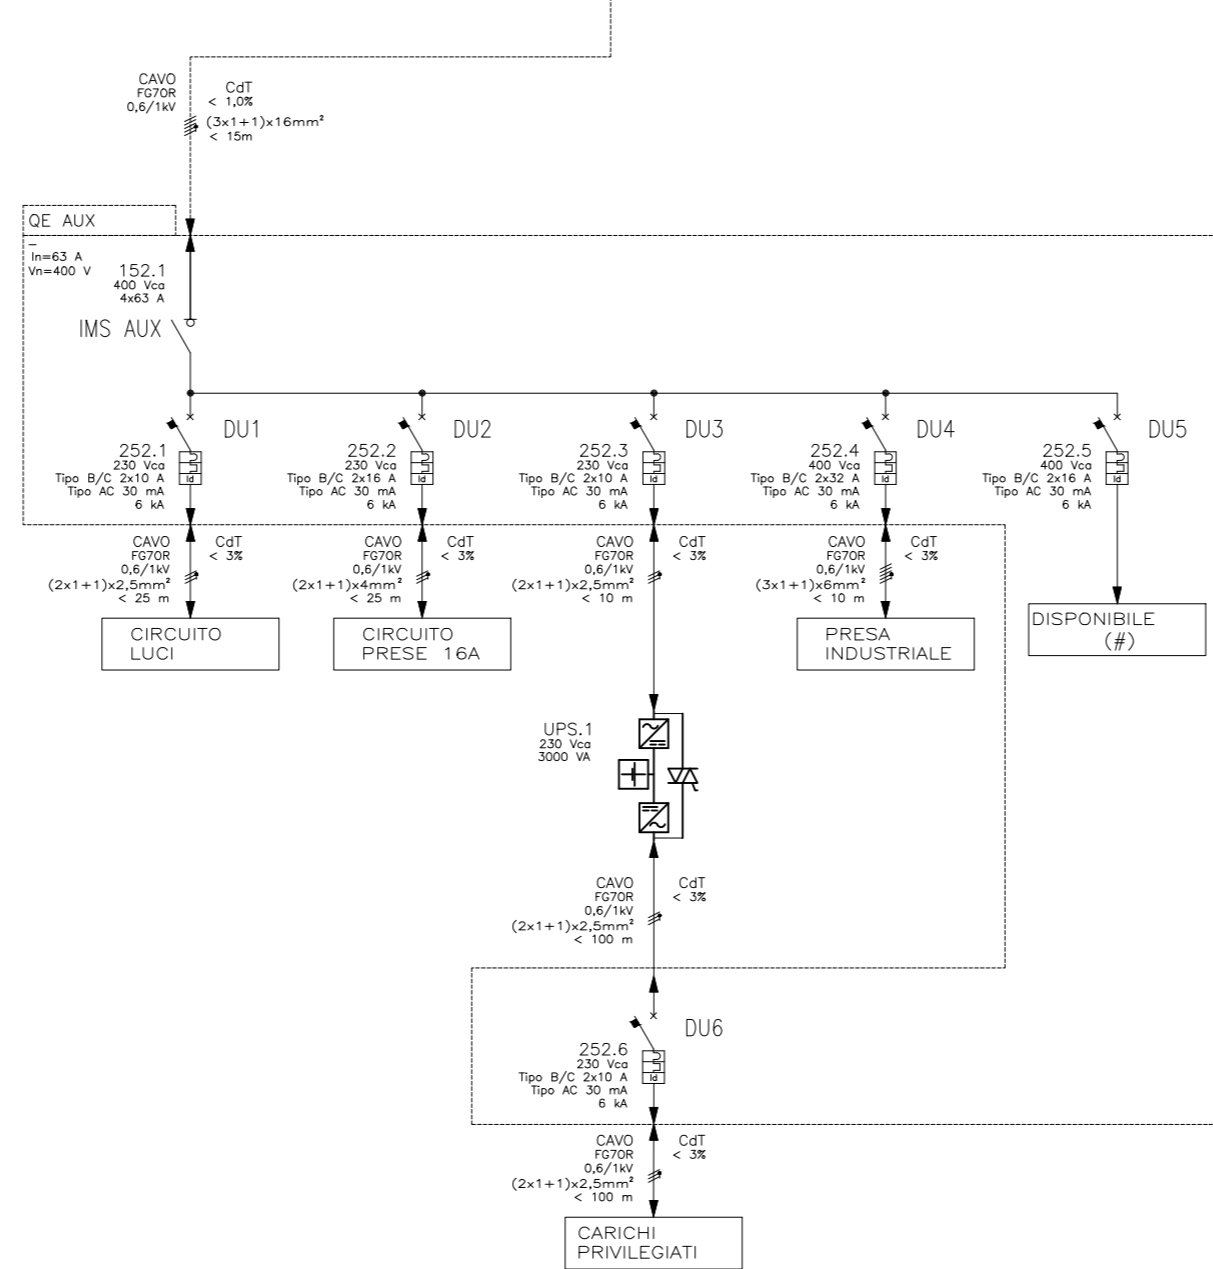 CAVO
FG7OR
0,6/1kV
CdT
< 1,0%
(3x1+1)x16mm²
< 15m
QE AUX
–
In=63 A
Vn=400 V
152.1
400 Vca
4x63 A
IMS AUX
DU1
252.1
230 Vca
Tipo B/C 2x10 A
Tipo AC 30 mA
6 kA
Id
DU2
252.2
230 Vca
Tipo B/C 2x16 A
Tipo AC 30 mA
6 kA
Id
DU3
252.3
230 Vca
Tipo B/C 2x10 A
Tipo AC 30 mA
6 kA
Id
DU4
252.4
400 Vca
Tipo B/C 2x32 A
Tipo AC 30 mA
6 kA
Id
DU5
252.5
400 Vca
Tipo B/C 2x16 A
Tipo AC 30 mA
6 kA
Id
CAVO
FG7OR
0,6/1kV
(2x1+1)x2,5mm²
< 25 m
CdT
< 3%
CAVO
FG7OR
0,6/1kV
(2x1+1)x4mm²
< 25 m
CdT
< 3%
CAVO
FG7OR
0,6/1kV
(2x1+1)x2,5mm²
< 10 m
CdT
< 3%
CAVO
FG7OR
0,6/1kV
(3x1+1)x6mm²
< 10 m
CdT
< 3%
CIRCUITO
LUCI
CIRCUITO
PRESE 16A
PRESA
INDUSTRIALE
DISPONIBILE
(#)
UPS.1
230 Vca
3000 VA
CAVO
FG7OR
0,6/1kV
(2x1+1)x2,5mm²
< 100 m
CdT
< 3%
DU6
252.6
230 Vca
Tipo B/C 2x10 A
Tipo AC 30 mA
6 kA
Id
CAVO
FG7OR
0,6/1kV
(2x1+1)x2,5mm²
< 100 m
CdT
< 3%
CARICHI
PRIVILEGIATI